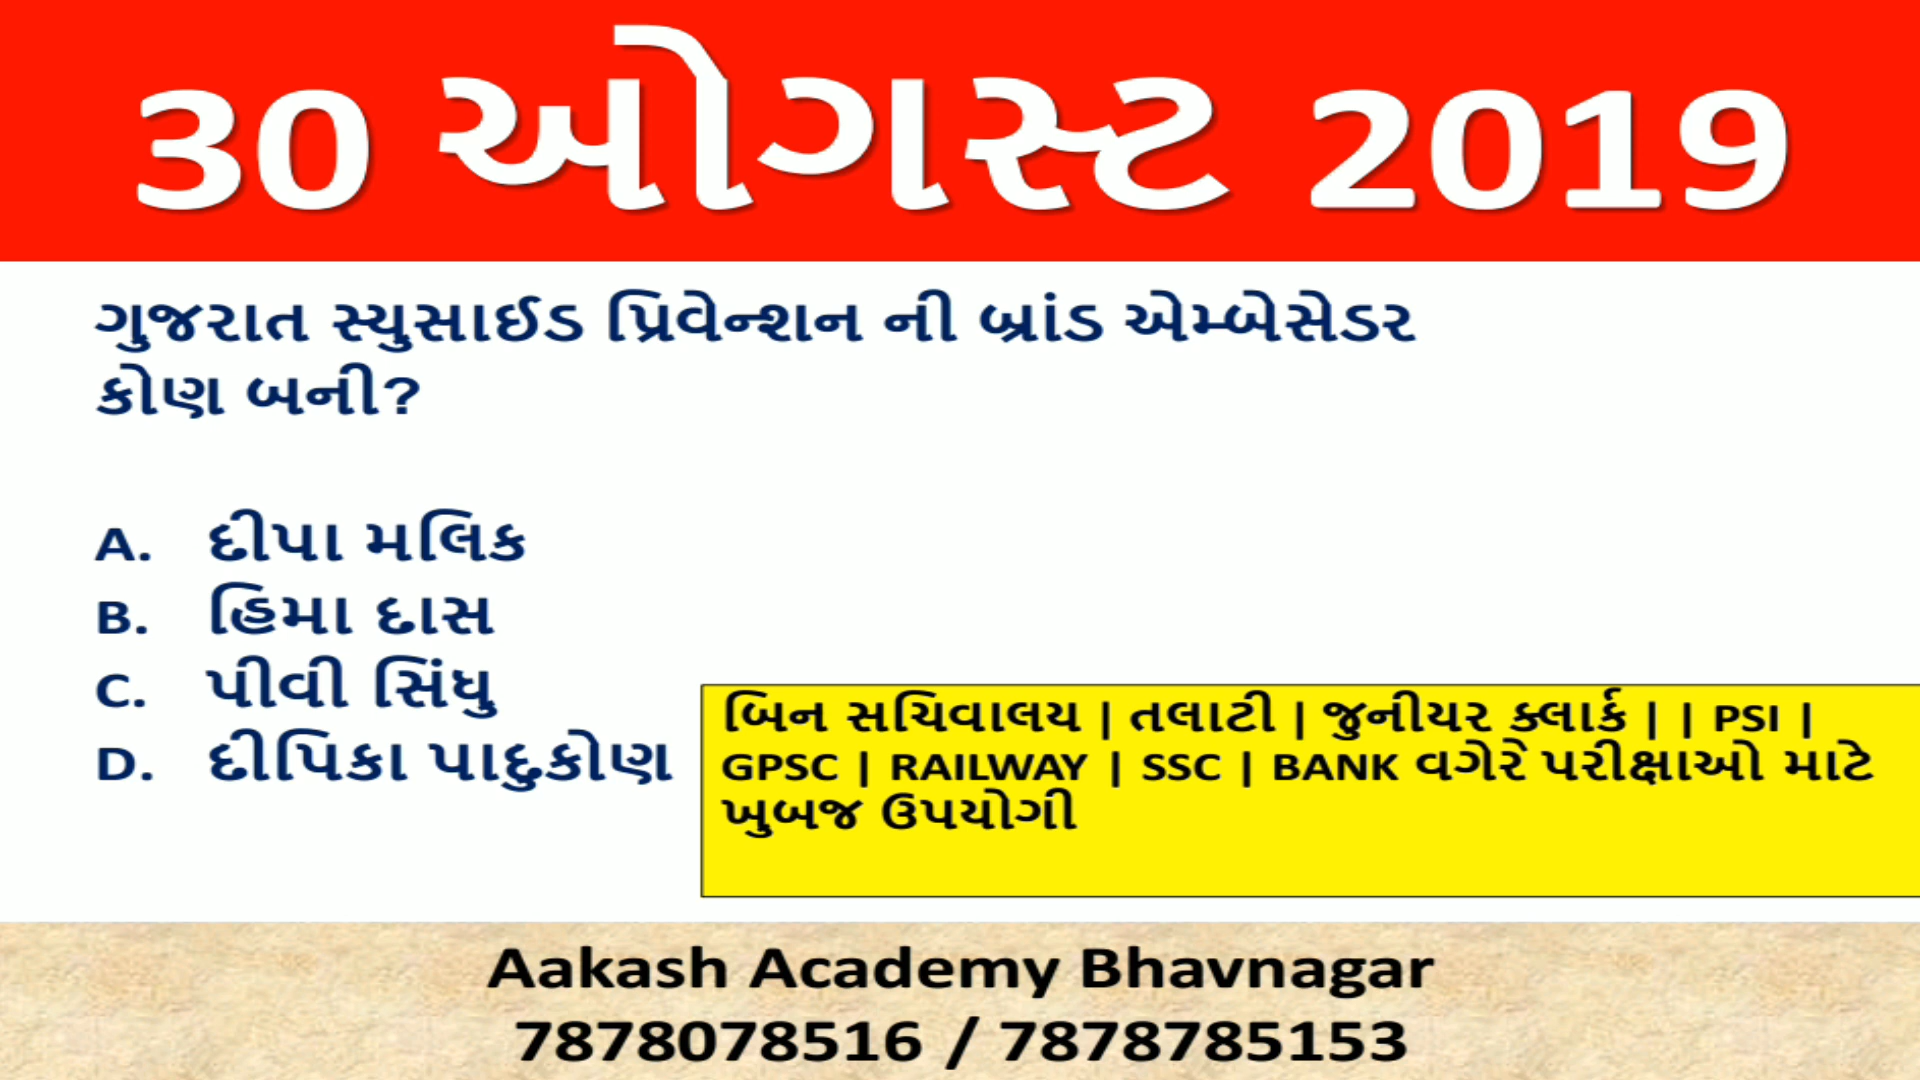 30 ઓગસ્ટ 2019
ગુજરાત સ્યુસાઈડ પ્રિવેન્શન ની બ્રાંડ એમ્બેસેડર
કોણ બની?
A. દીપા મલિક
B. હિમા દાસ
C. પીવી સિંધુ
D. દીપિકા પાદુકોણ
બિન સચિવાલય | તલાટી | જુનીયર ક્લાર્ક | | PSI |
GPSC | RAILWAY | SSC | BANK વગેરે પરીક્ષાઓ માટે
ખુબજ ઉપયોગી
Aakash Academy Bhavnagar
7878078516 / 7878785153